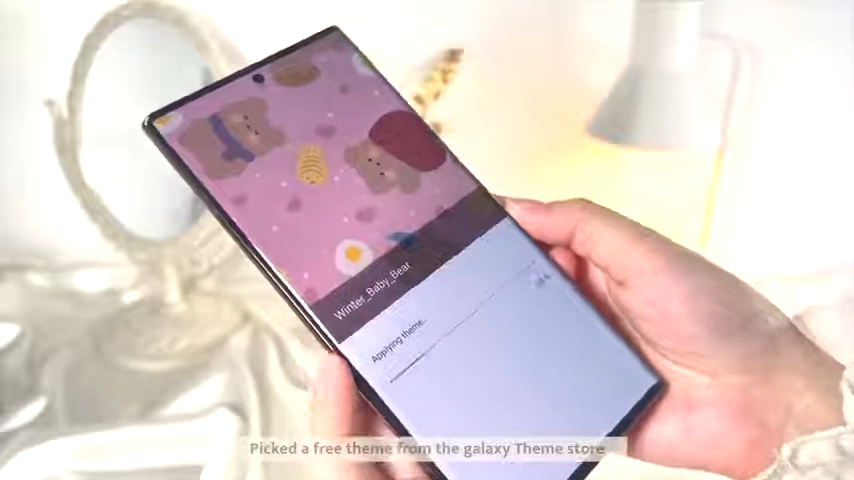 Winter_Baby_Bear
Applying theme..
Picked a free theme from the galaxy Theme store